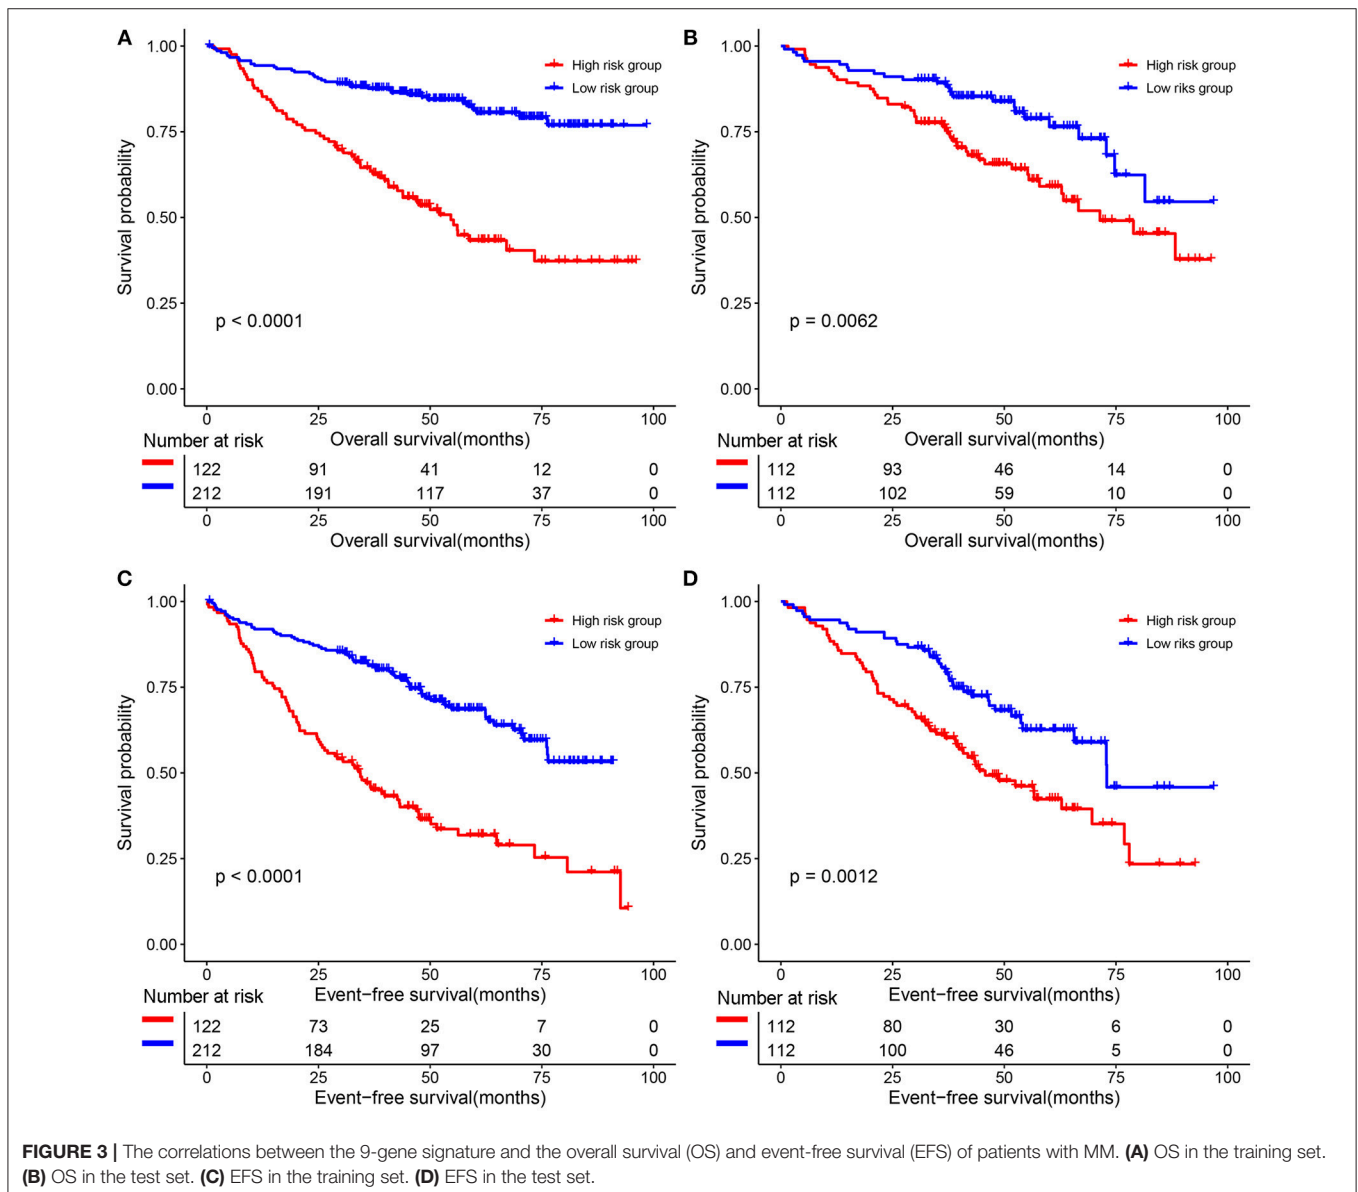 A
1.00
0.75
0.50
0.25
0.00
Survival probability
High risk group
Low risk group
p < 0.0001
0 25 50 75 100
Overall survival(months)
Number at risk
122 91 41 12 0
212 191 117 37 0
0 25 50 75 100
Overall survival(months)
B
1.00
0.75
0.50
0.25
0.00
Survival probability
High risk group
Low riks group
p = 0.0062
0 25 50 75 100
Overall survival(months)
Number at risk
112 93 46 14 0
112 102 59 10 0
0 25 50 75 100
Overall survival(months)
C
1.00
0.75
0.50
0.25
0.00
Survival probability
High risk group
Low risk group
p < 0.0001
0 25 50 75 100
Event-free survival(months)
Number at risk
122 73 25 7 0
212 184 97 30 0
0 25 50 75 100
Event-free survival(months)
D
1.00
0.75
0.50
0.25
0.00
Survival probability
High risk group
Low riks group
p = 0.0012
0 25 50 75 100
Event-free survival(months)
Number at risk
112 80 30 6 0
112 100 46 5 0
0 25 50 75 100
Event-free survival(months)
FIGURE 3 | The correlations between the 9-gene signature and the overall survival (OS) and event-free survival (EFS) of patients with MM. (A) OS in the training set.
(B) OS in the test set. (C) EFS in the training set. (D) EFS in the test set.